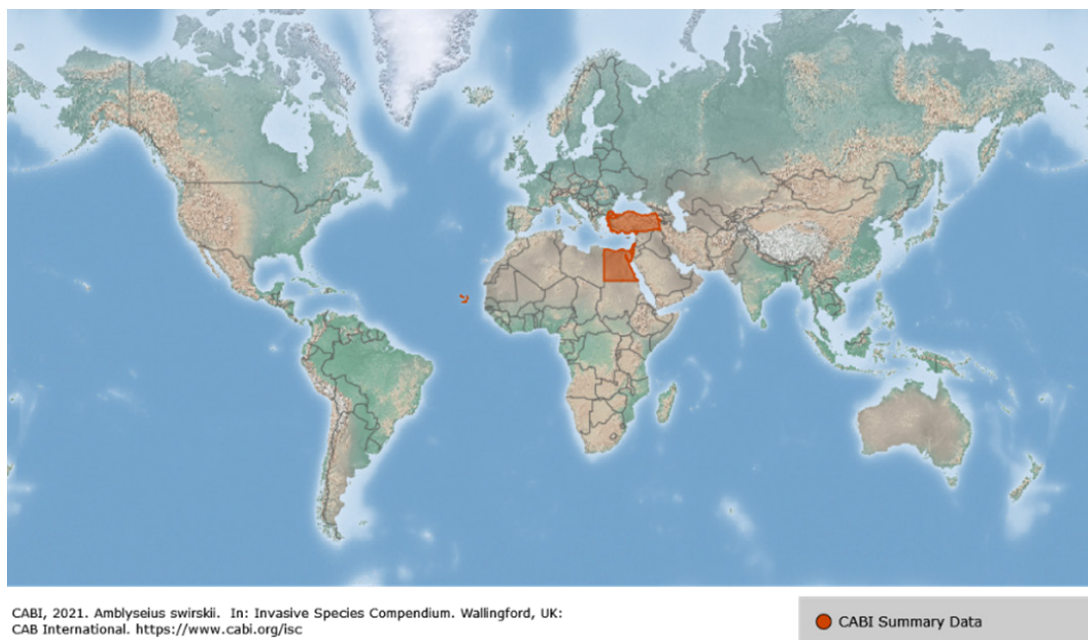 CABI, 2021. Amblyseius swirskii. In: Invasive Species Compendium. Wallingford, UK:
CAB International. https://www.cabi.org/isc
CABI Summary Data